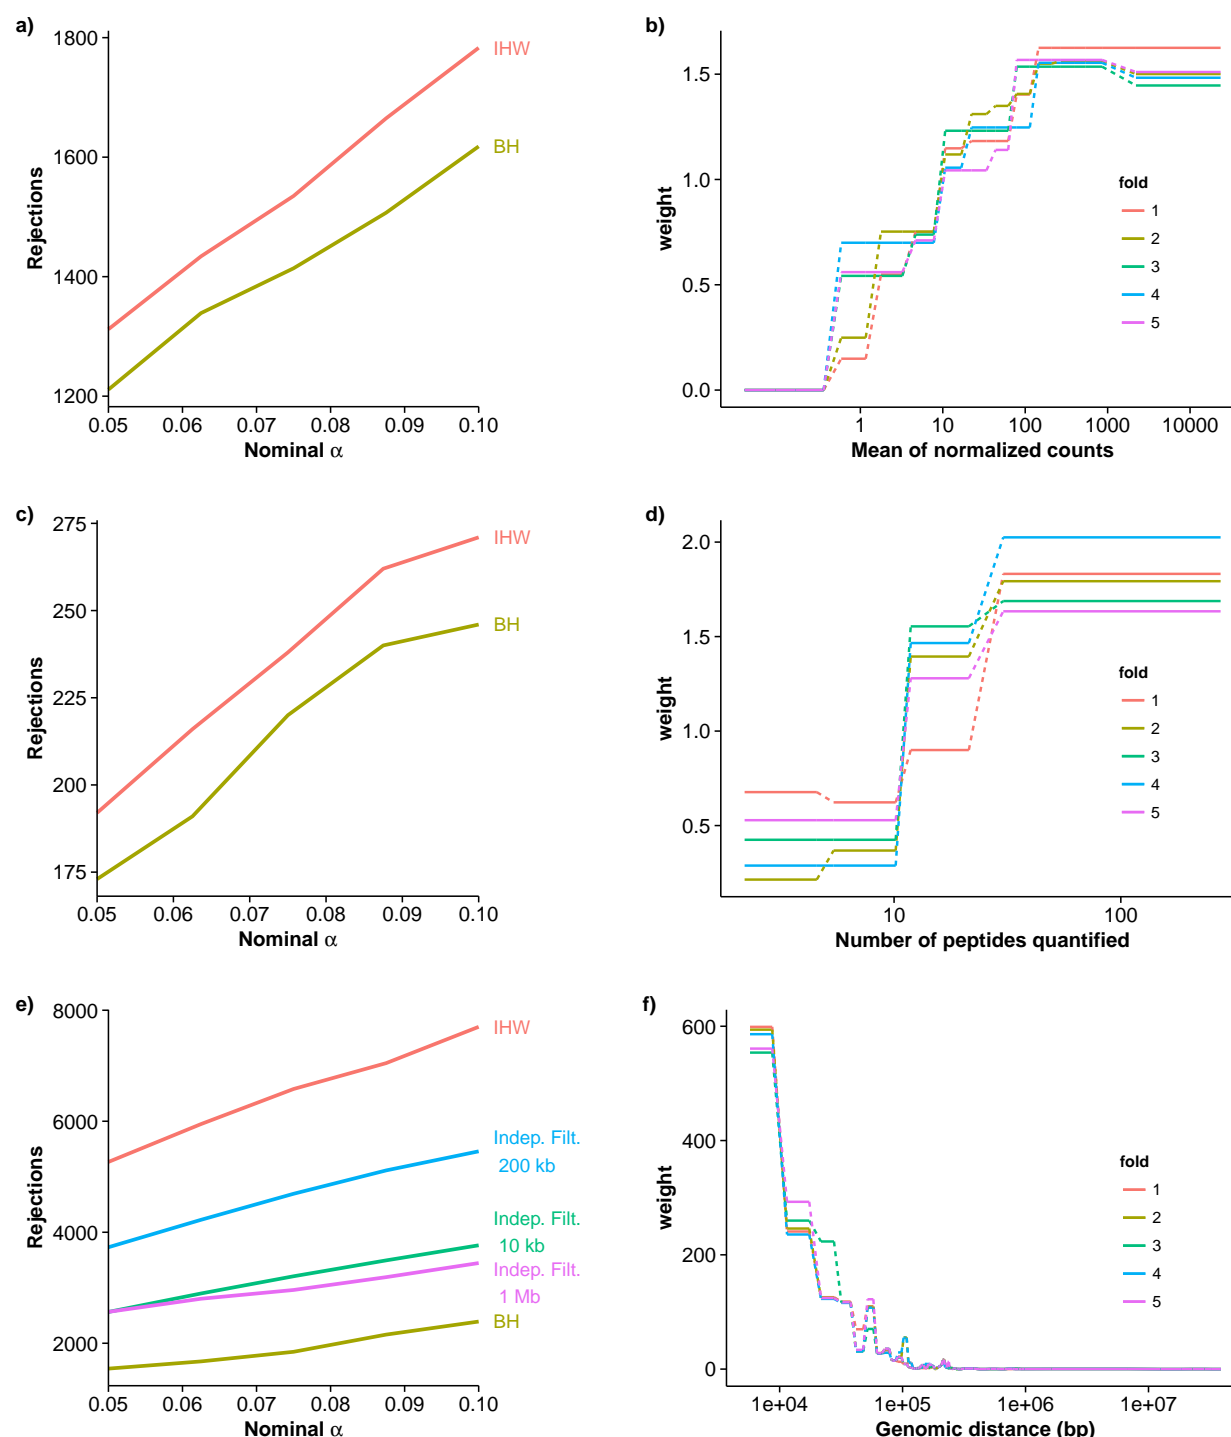 a)
1800
1600
1400
1200
Rejections
0.05 0.06 0.07 0.08 0.09 0.10
Nominal α
IHW
BH
b)
1.5
1.0
0.5
0.0
weight
1 10 100 1000 10000
Mean of normalized counts
fold
1
2
3
4
5
c)
275
250
225
200
175
Rejections
0.05 0.06 0.07 0.08 0.09 0.10
Nominal α
IHW
BH
d)
2.0
1.5
1.0
0.5
weight
10 100
Number of peptides quantified
fold
1
2
3
4
5
e)
8000
6000
4000
2000
Rejections
0.05 0.06 0.07 0.08 0.09 0.10
Nominal α
IHW
Indep. Filt.
200 kb
Indep. Filt.
10 kb
Indep. Filt.
1 Mb
BH
f)
600
400
200
0
weight
1e+04 1e+05 1e+06 1e+07
Genomic distance (bp)
fold
1
2
3
4
5